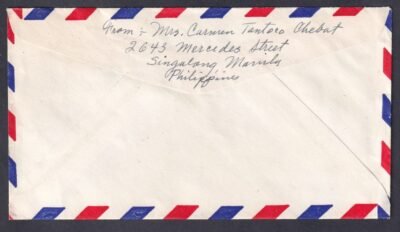 From:- Mrs. Carmen Tantoco Chebat
2643 Mercedes Street
Singalong Manila
Philippines